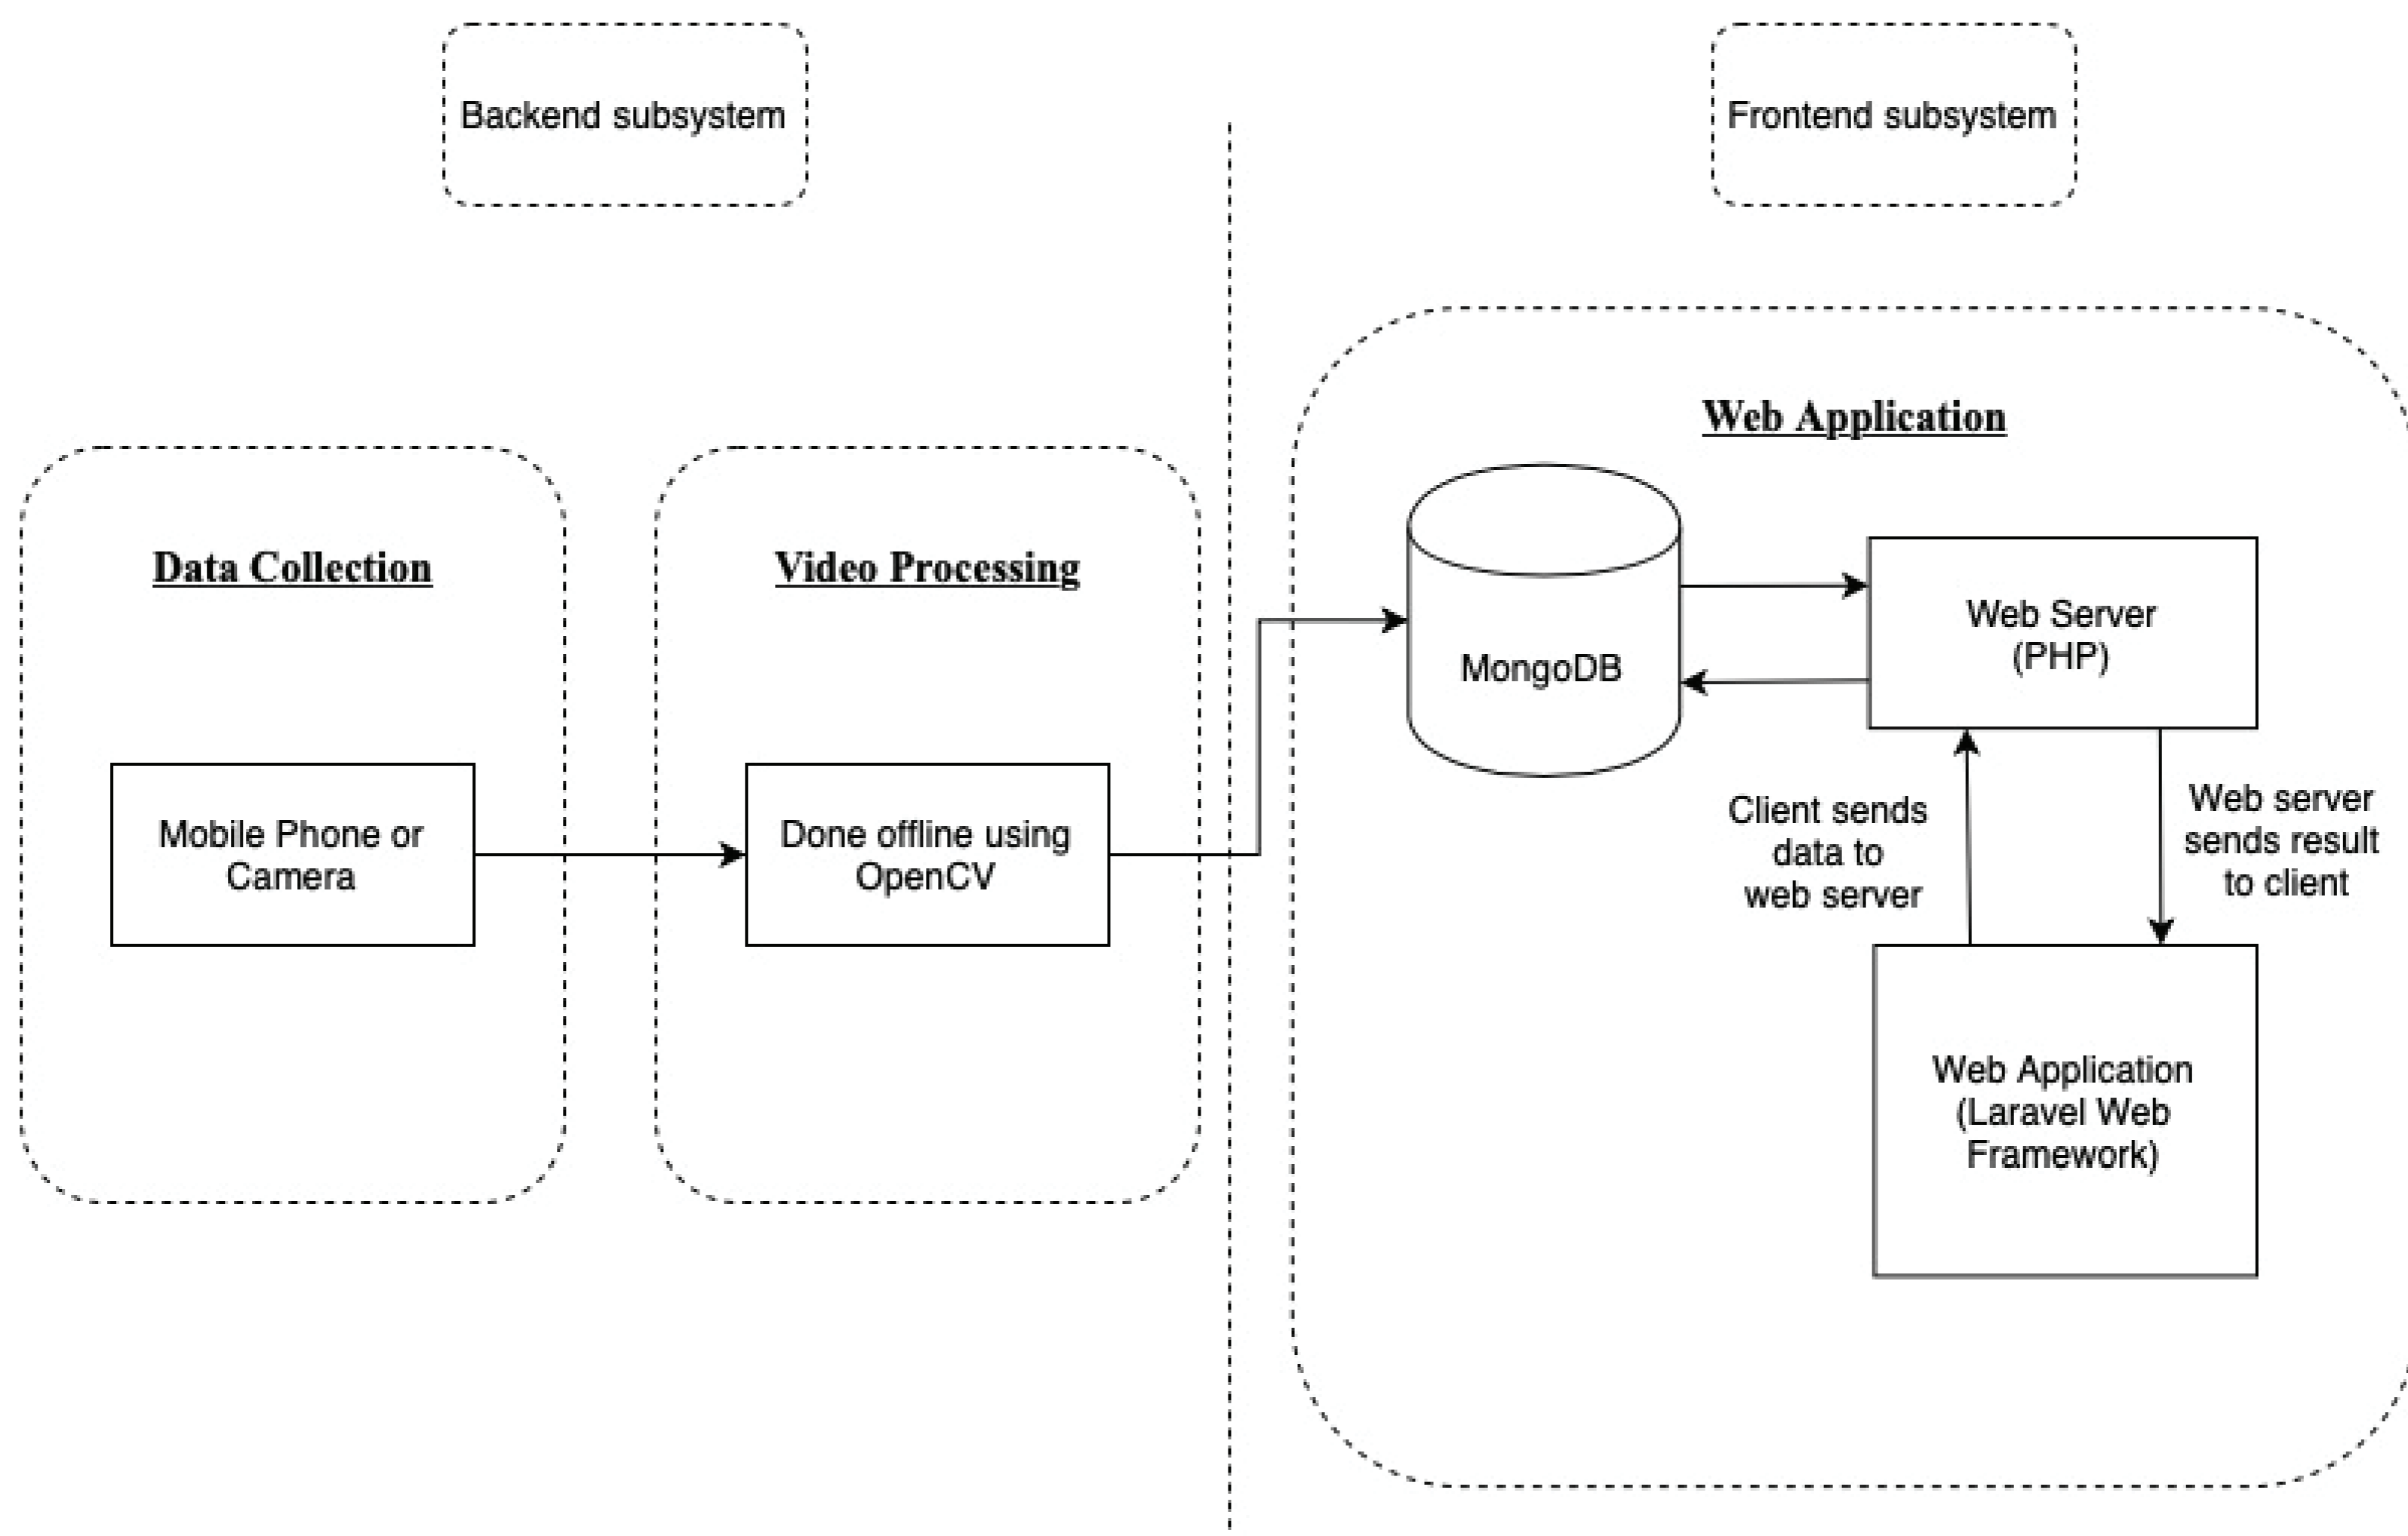 Backend subsystem
Frontend subsystem
Data Collection
Mobile Phone or
Camera
Video Processing
Done offline using
OpenCV
Web Application
MongoDB
Web Server
(PHP)
Client sends
data to
web server
Web server
sends result
to client
Web Application
(Laravel Web
Framework)